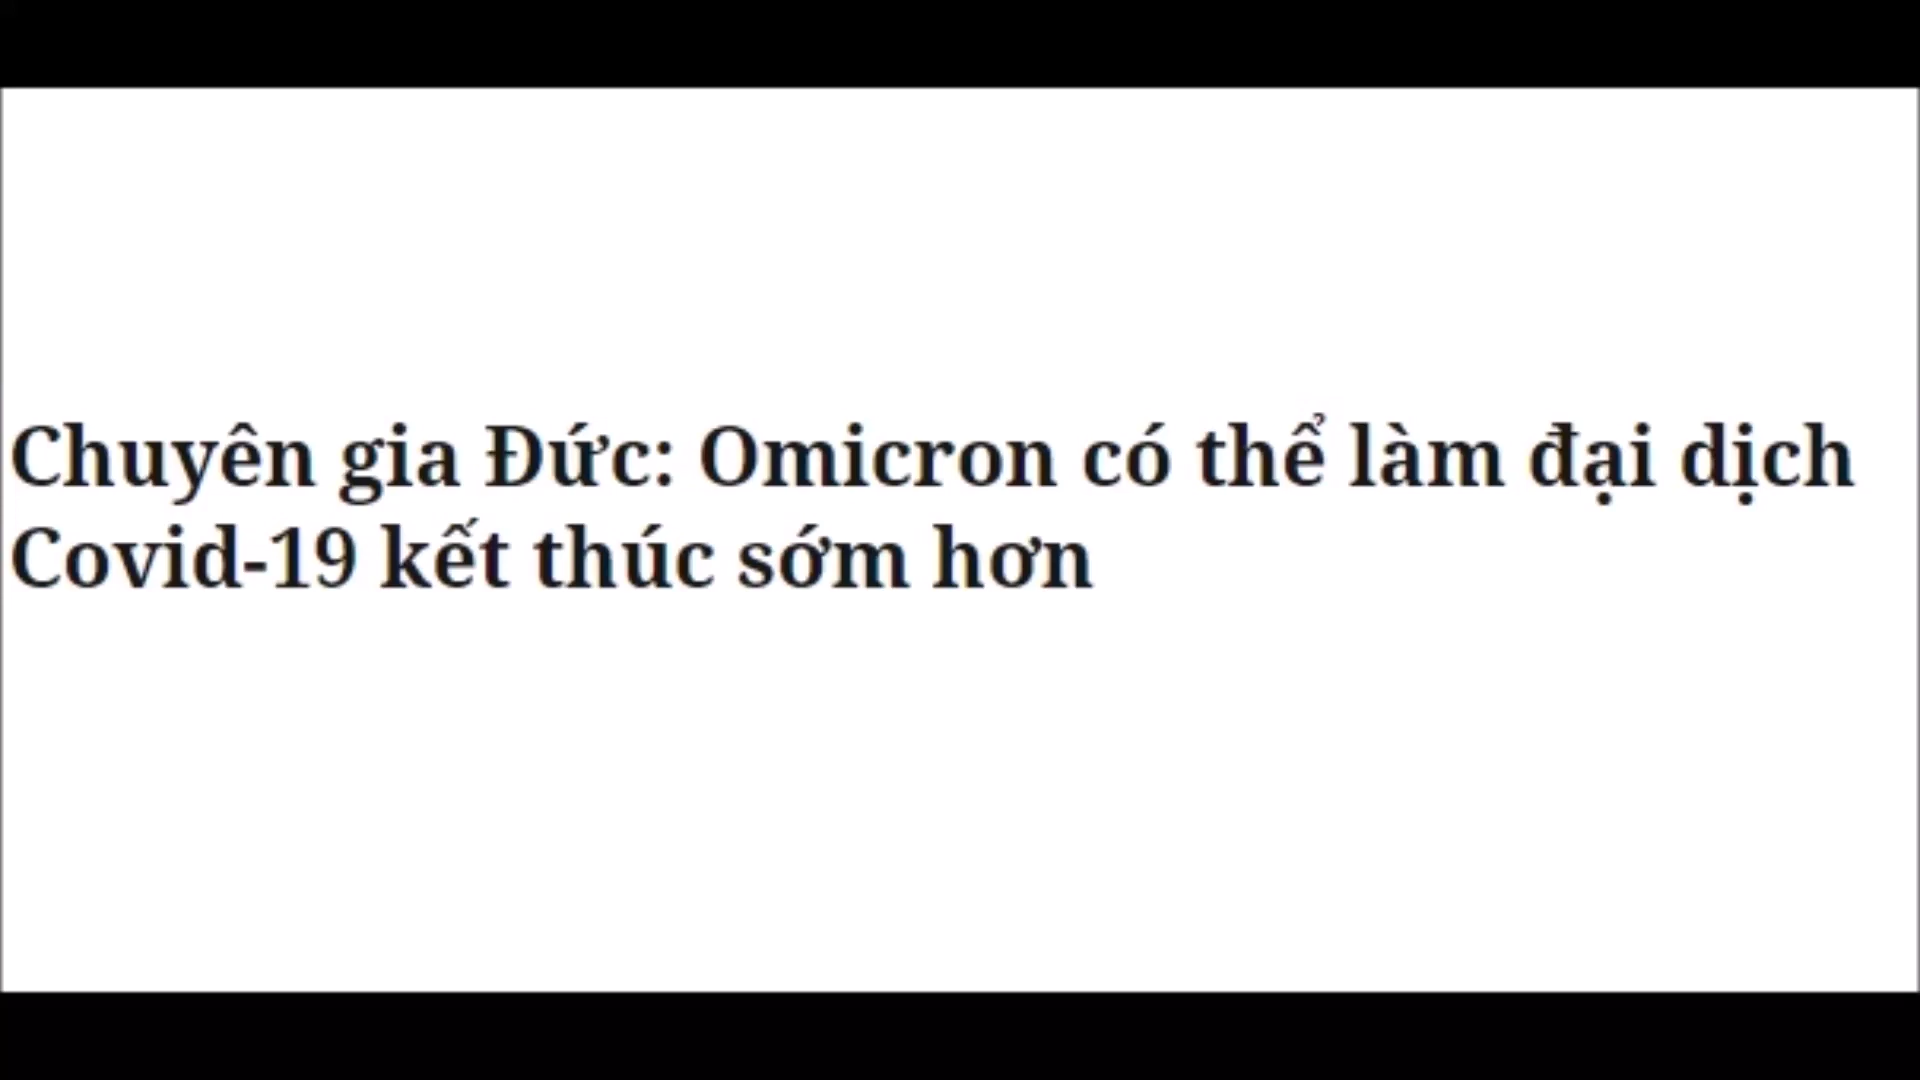 Chuyên gia Đức: Omicron có thể làm đại dịch
Covid-19 kết thúc sớm hơn